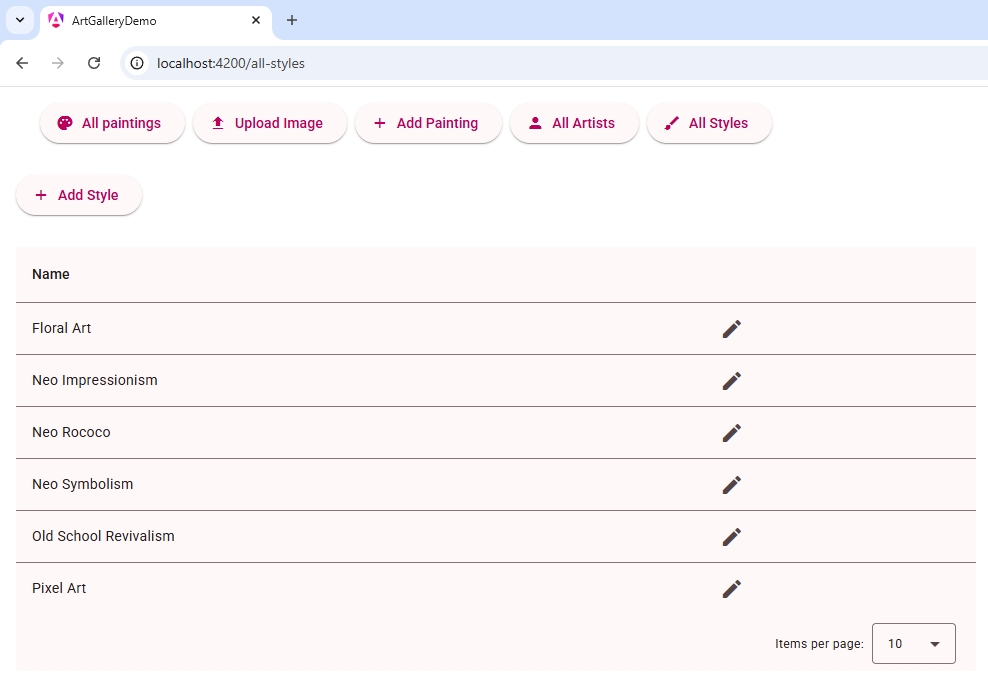 ArtGalleryDemo
localhost:4200/all-styles
All paintings Upload Image Add Painting All Artists All Styles
Add Style
Name
Floral Art
Neo Impressionism
Neo Rococo
Neo Symbolism
Old School Revivalism
Pixel Art
Items per page: 10